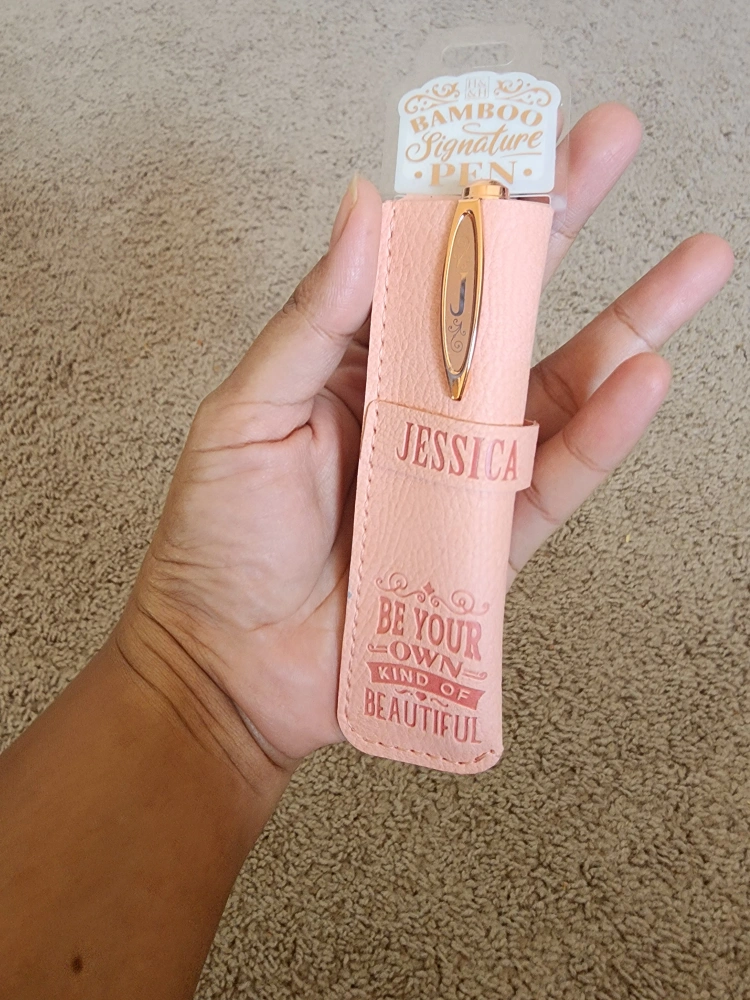 BAMBOO
Signature
PEN
J
JESSICA
BE YOUR
OWN
KIND OF
BEAUTIFUL